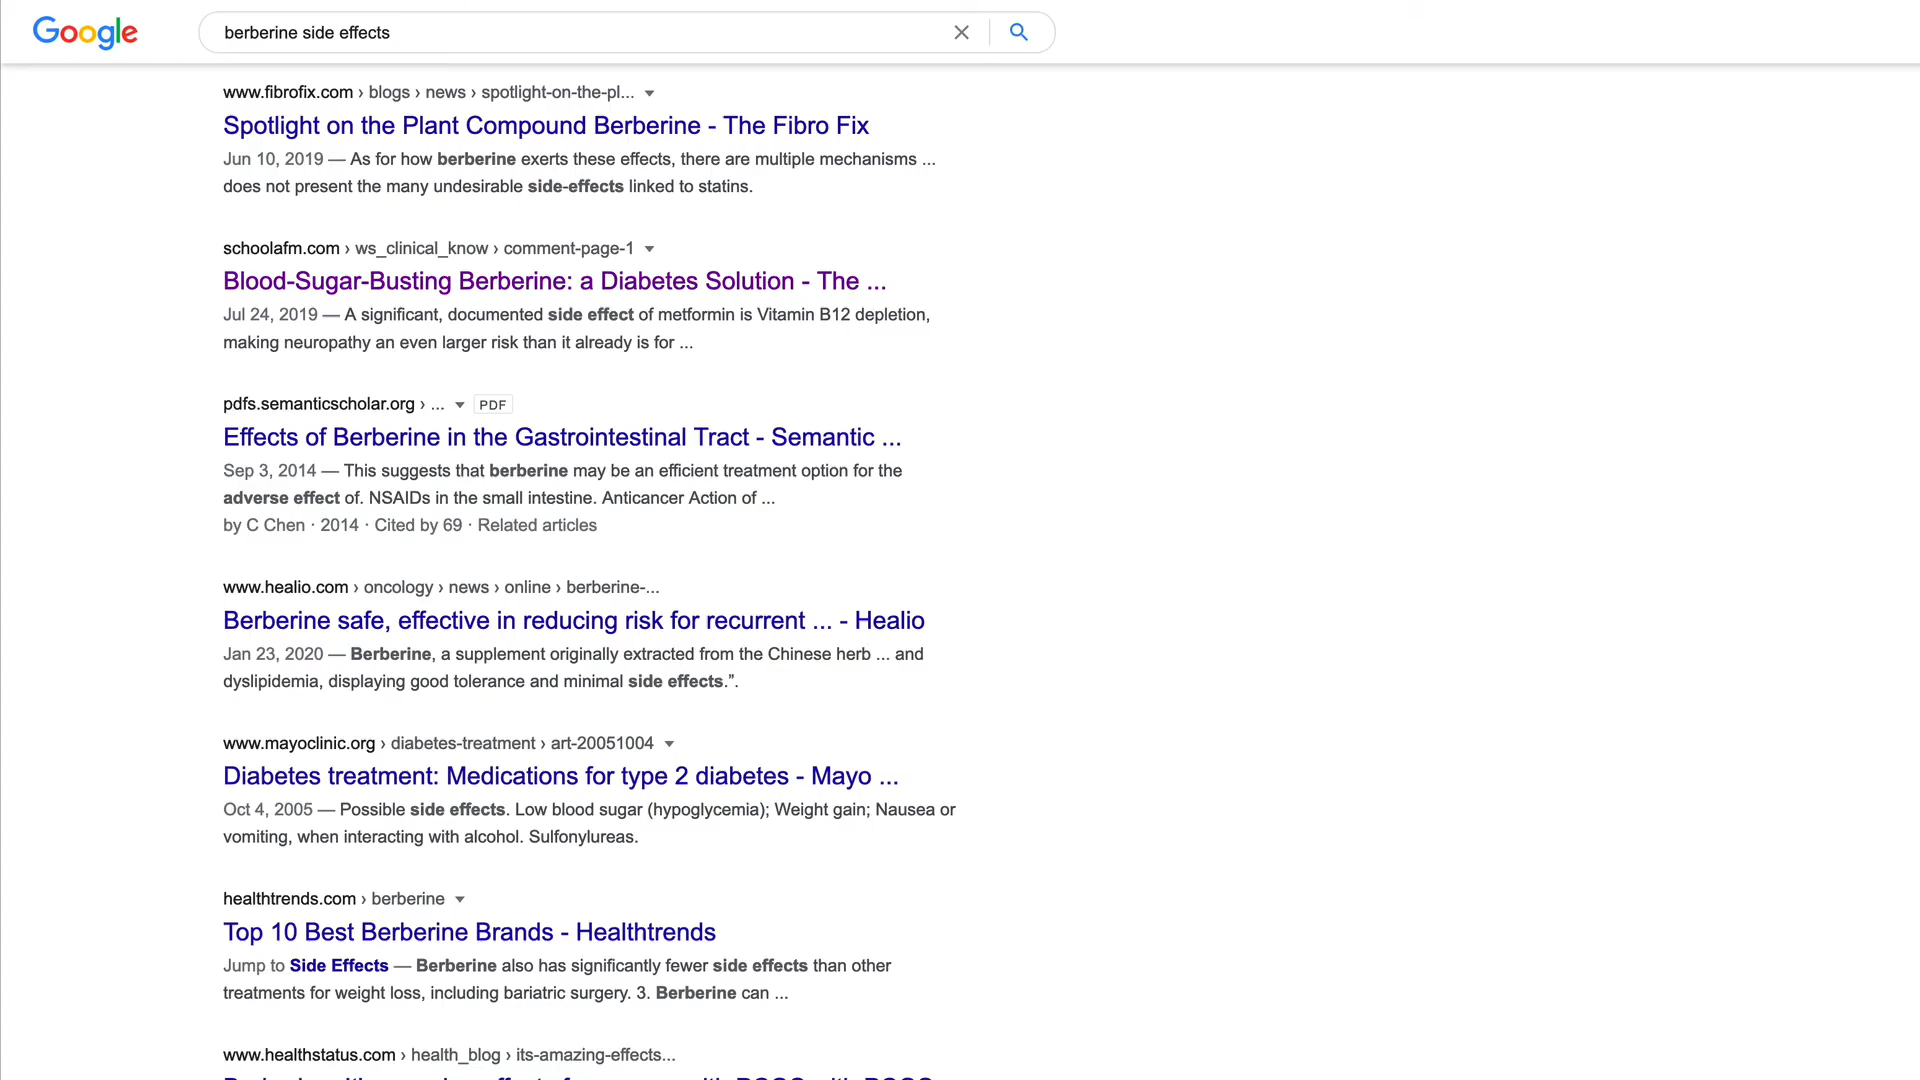 Google
berberine side effects
www.fibrofix.com › blogs › news › spotlight-on-the-pl...
Spotlight on the Plant Compound Berberine - The Fibro Fix
Jun 10, 2019 — As for how berberine exerts these effects, there are multiple mechanisms ...
does not present the many undesirable side-effects linked to statins.
schoolafm.com › ws_clinical_know › comment-page-1
Blood-Sugar-Busting Berberine: a Diabetes Solution - The ...
Jul 24, 2019 — A significant, documented side effect of metformin is Vitamin B12 depletion,
making neuropathy an even larger risk than it already is for ...
pdfs.semanticscholar.org › ... PDF
Effects of Berberine in the Gastrointestinal Tract - Semantic ...
Sep 3, 2014 — This suggests that berberine may be an efficient treatment option for the
adverse effect of. NSAIDs in the small intestine. Anticancer Action of ...
by C Chen · 2014 · Cited by 69 · Related articles
www.healio.com › oncology › news › online › berberine-...
Berberine safe, effective in reducing risk for recurrent ... - Healio
Jan 23, 2020 — Berberine, a supplement originally extracted from the Chinese herb ... and
dyslipidemia, displaying good tolerance and minimal side effects.”.
www.mayoclinic.org › diabetes-treatment › art-20051004
Diabetes treatment: Medications for type 2 diabetes - Mayo ...
Oct 4, 2005 — Possible side effects. Low blood sugar (hypoglycemia); Weight gain; Nausea or
vomiting, when interacting with alcohol. Sulfonylureas.
healthtrends.com › berberine
Top 10 Best Berberine Brands - Healthtrends
Jump to Side Effects — Berberine also has significantly fewer side effects than other
treatments for weight loss, including bariatric surgery. 3. Berberine can ...
www.healthstatus.com › health_blog › its-amazing-effects...